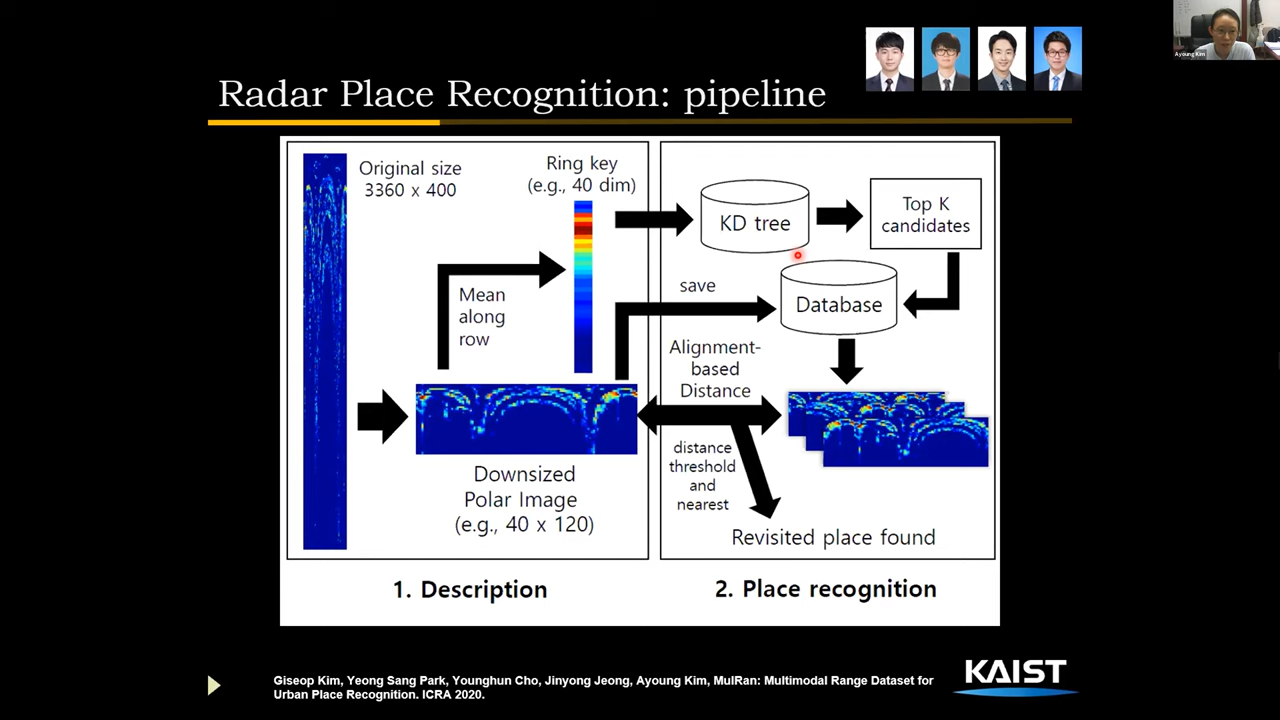 Ayoung Kim
Radar Place Recognition: pipeline
Original size
3360 x 400
Ring key
(e.g., 40 dim)
Mean
along
row
Downsized
Polar Image
(e.g., 40 x 120)
1. Description
KD tree
Top K
candidates
save
Database
Alignment-
based
Distance
distance
threshold
and
nearest
Revisited place found
2. Place recognition
Giseop Kim, Yeong Sang Park, Younghun Cho, Jinyong Jeong, Ayoung Kim, MulRan: Multimodal Range Dataset for
Urban Place Recognition. ICRA 2020.
KAIST